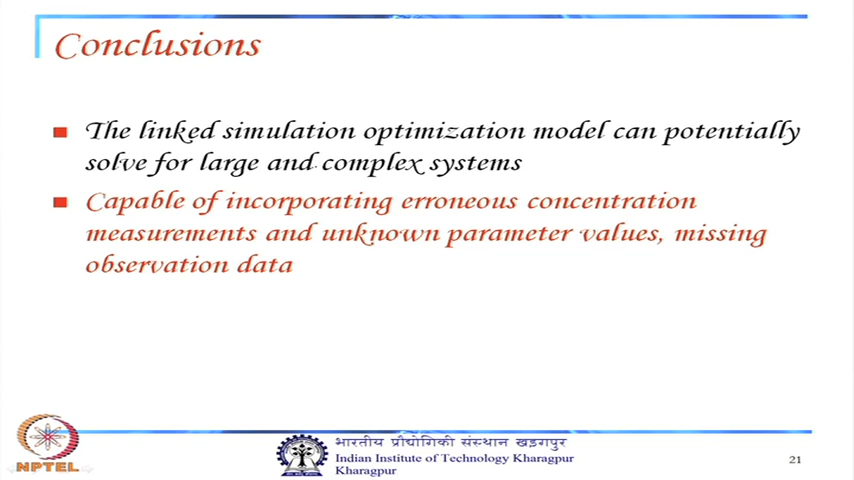 Conclusions
The linked simulation optimization model can potentially
solve for large and complex systems
Capable of incorporating erroneous concentration
measurements and unknown parameter values, missing
observation data
NPTEL
भारतीय प्रौद्योगिकी संस्थान खड़गपुर
Indian Institute of Technology Kharagpur
Kharagpur
21